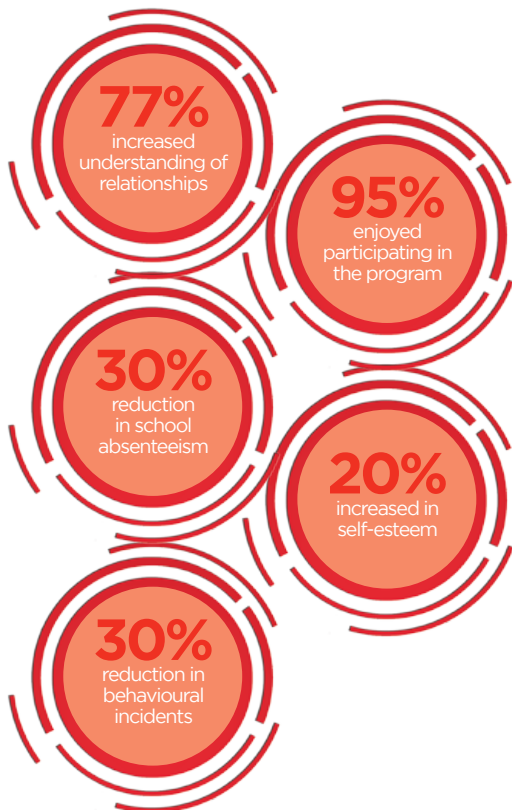 77%
increased
understanding of
relationships
95%
enjoyed
participating in
the program
30%
reduction
in school
absenteeism
20%
increased in
self-esteem
30%
reduction in
behavioural
incidents